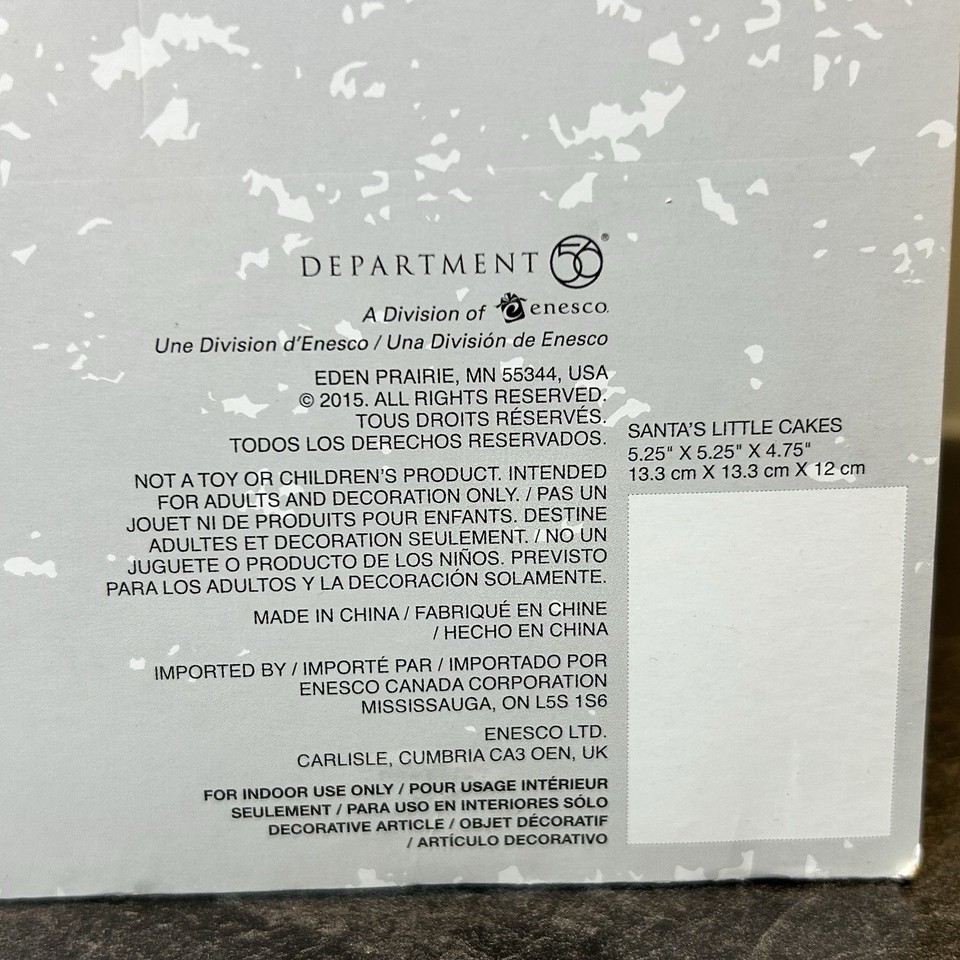 DEPARTMENT 56®
A Division of enesco.
Une Division d'Enesco / Una División de Enesco
EDEN PRAIRIE, MN 55344, USA
© 2015. ALL RIGHTS RESERVED.
TOUS DROITS RÉSERVÉS.
TODOS LOS DERECHOS RESERVADOS.
NOT A TOY OR CHILDREN'S PRODUCT. INTENDED
FOR ADULTS AND DECORATION ONLY. / PAS UN
JOUET NI DE PRODUITS POUR ENFANTS. DESTINE
ADULTES ET DECORATION SEULEMENT. / NO UN
JUGUETE O PRODUCTO DE LOS NIÑOS. PREVISTO
PARA LOS ADULTOS Y LA DECORACIÓN SOLAMENTE.
MADE IN CHINA / FABRIQUÉ EN CHINE
/ HECHO EN CHINA
IMPORTED BY / IMPORTÉ PAR / IMPORTADO POR
ENESCO CANADA CORPORATION
MISSISSAUGA, ON L5S 1S6
ENESCO LTD.
CARLISLE, CUMBRIA CA3 OEN, UK
FOR INDOOR USE ONLY / POUR USAGE INTÉRIEUR
SEULEMENT / PARA USO EN INTERIORES SÓLO
DECORATIVE ARTICLE / OBJET DÉCORATIF
/ ARTÍCULO DECORATIVO
SANTA'S LITTLE CAKES
5.25" X 5.25" X 4.75"
13.3 cm X 13.3 cm X 12 cm